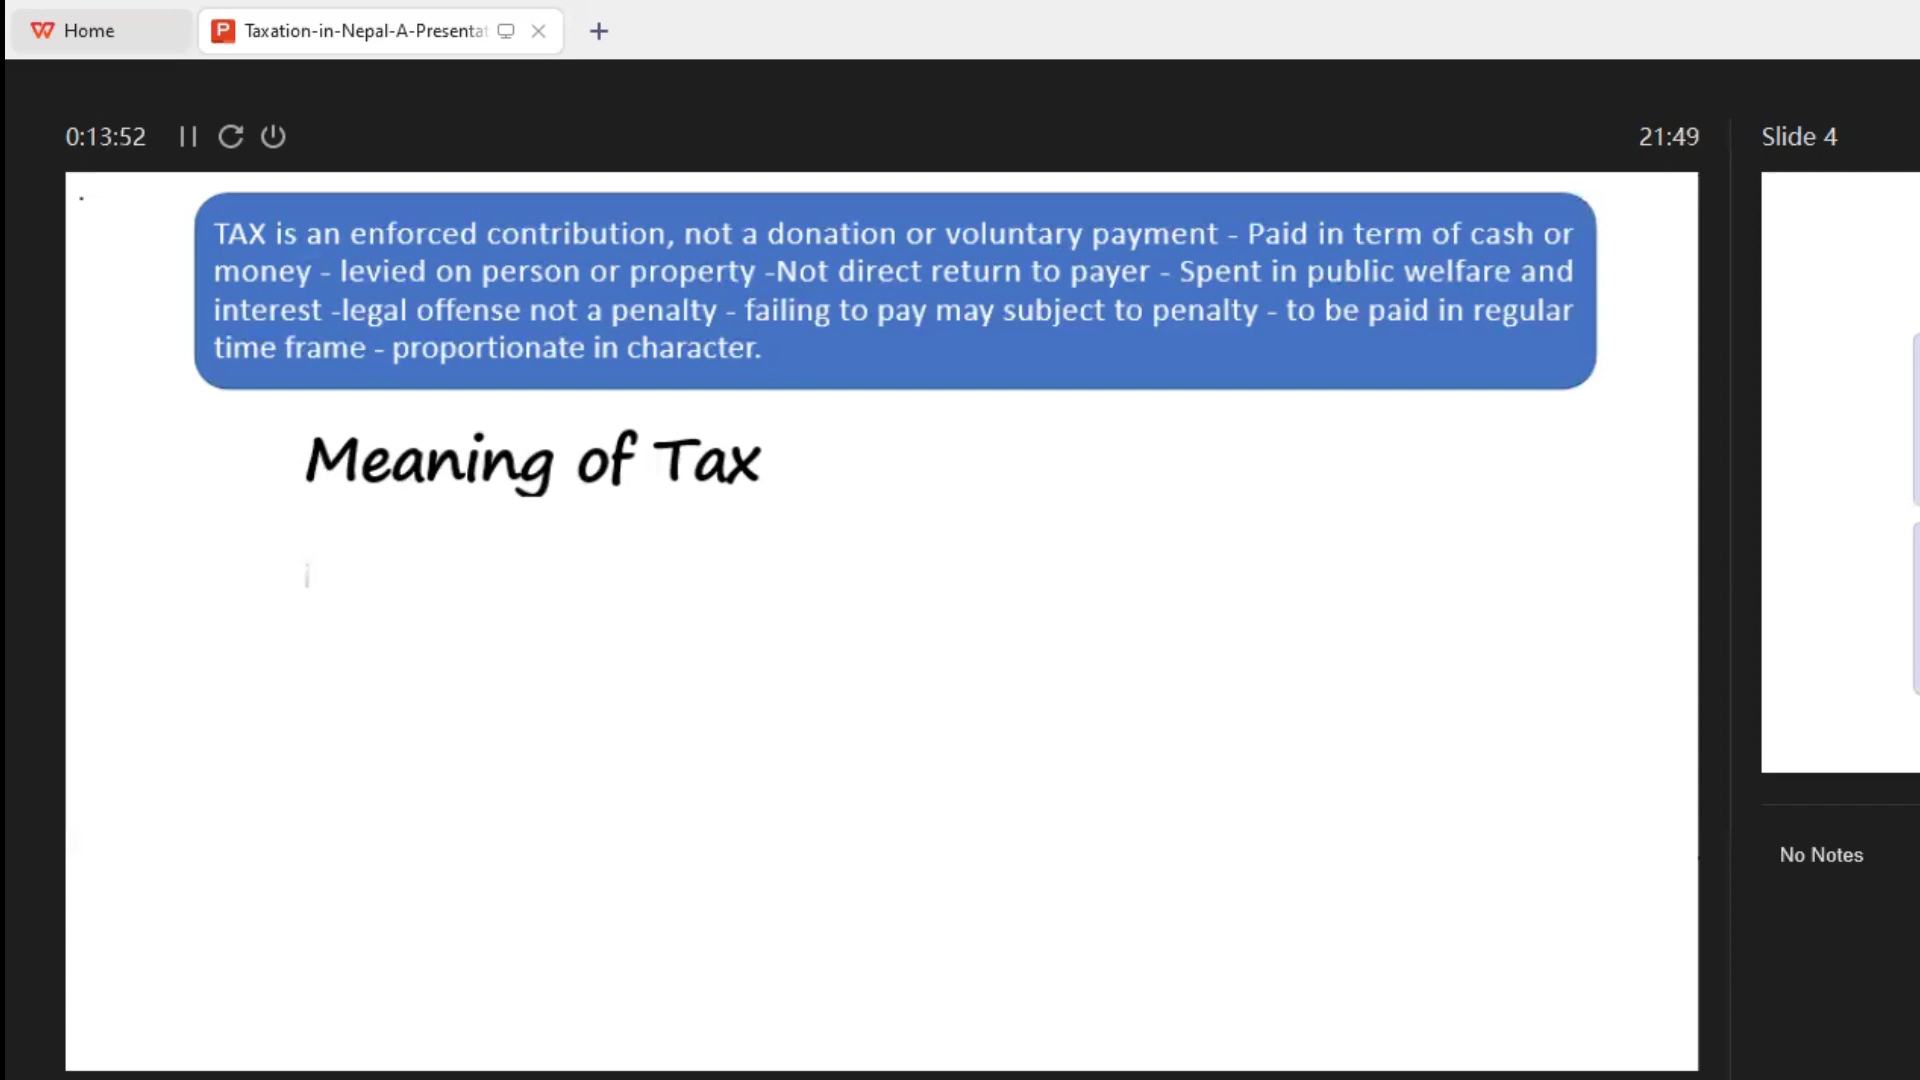 Home
Taxation-in-Nepal-A-Presentat
0:13:52
21:49
Slide 4
TAX is an enforced contribution, not a donation or voluntary payment - Paid in term of cash or
money - levied on person or property -Not direct return to payer - Spent in public welfare and
interest -legal offense not a penalty - failing to pay may subject to penalty - to be paid in regular
time frame - proportionate in character.
Meaning of Tax
No Notes